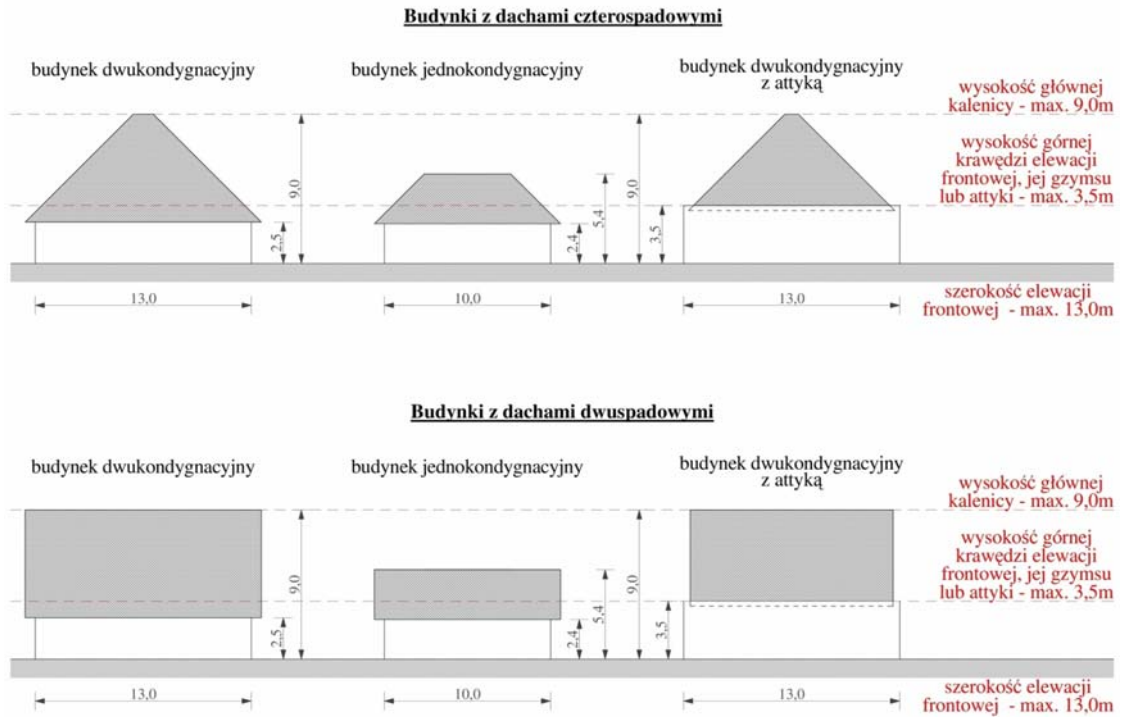 Budynki z dachami czterospadowymi
budynek dwukondygnacyjny
budynek jednokondygnacyjny
budynek dwukondygnacyjny
z attyką
wysokość głównej
kalenicy - max. 9,0m
wysokość górnej
krawędzi elewacji
frontowej, jej gzymsu
lub attyki - max. 3,5m
9,0
2,5
5,4
2,4
9,0
3,5
13,0
10,0
13,0
szerokość elewacji
frontowej - max. 13,0m
Budynki z dachami dwuspadowymi
budynek dwukondygnacyjny
budynek jednokondygnacyjny
budynek dwukondygnacyjny
z attyką
wysokość głównej
kalenicy - max. 9,0m
wysokość górnej
krawędzi elewacji
frontowej, jej gzymsu
lub attyki - max. 3,5m
9,0
2,5
5,4
2,4
9,0
3,5
13,0
10,0
13,0
szerokość elewacji
frontowej - max. 13,0m